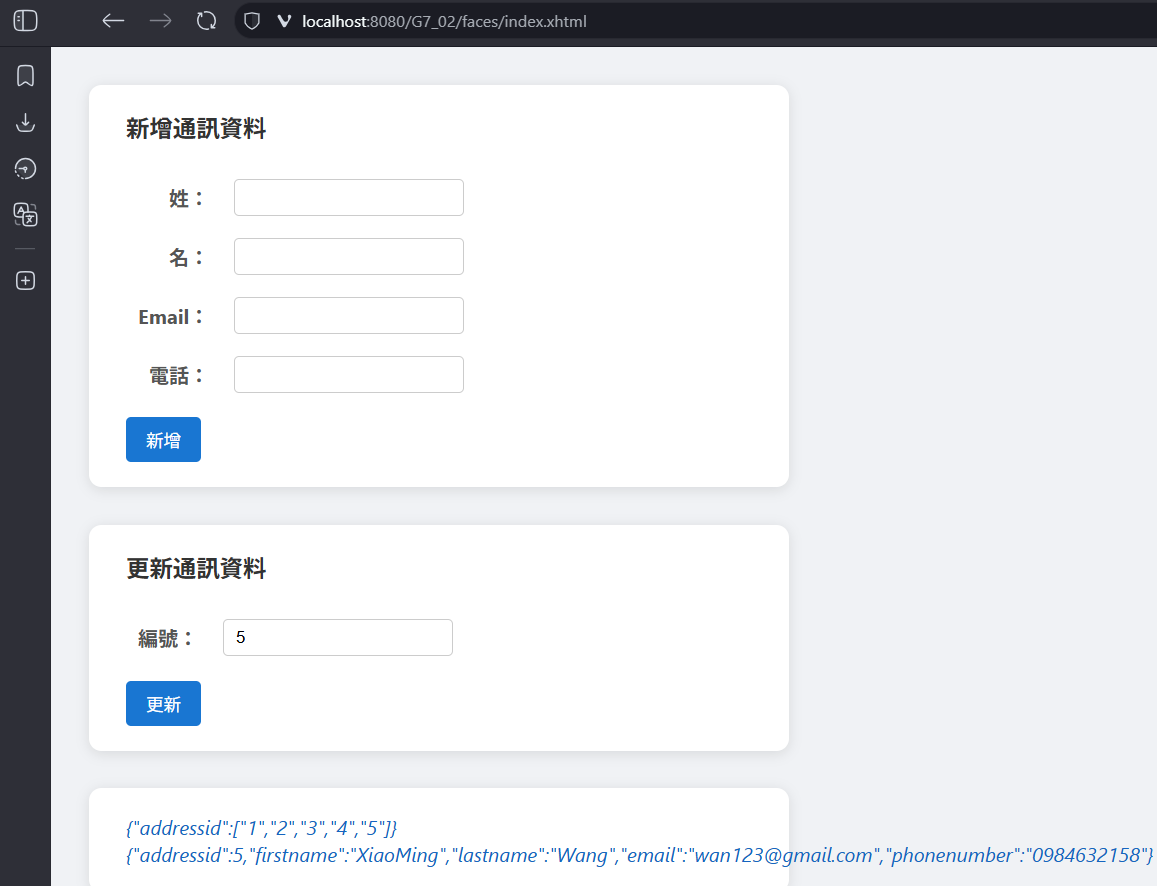 localhost:8080/G7_02/faces/index.xhtml
新增通訊資料
姓：
名：
Email：
電話：
新增
更新通訊資料
編號： 5
更新
{"addressid":["1","2","3","4","5"]}
{"addressid":5,"firstname":"XiaoMing","lastname":"Wang","email":"wan123@gmail.com","phonenumber":"0984632158"}